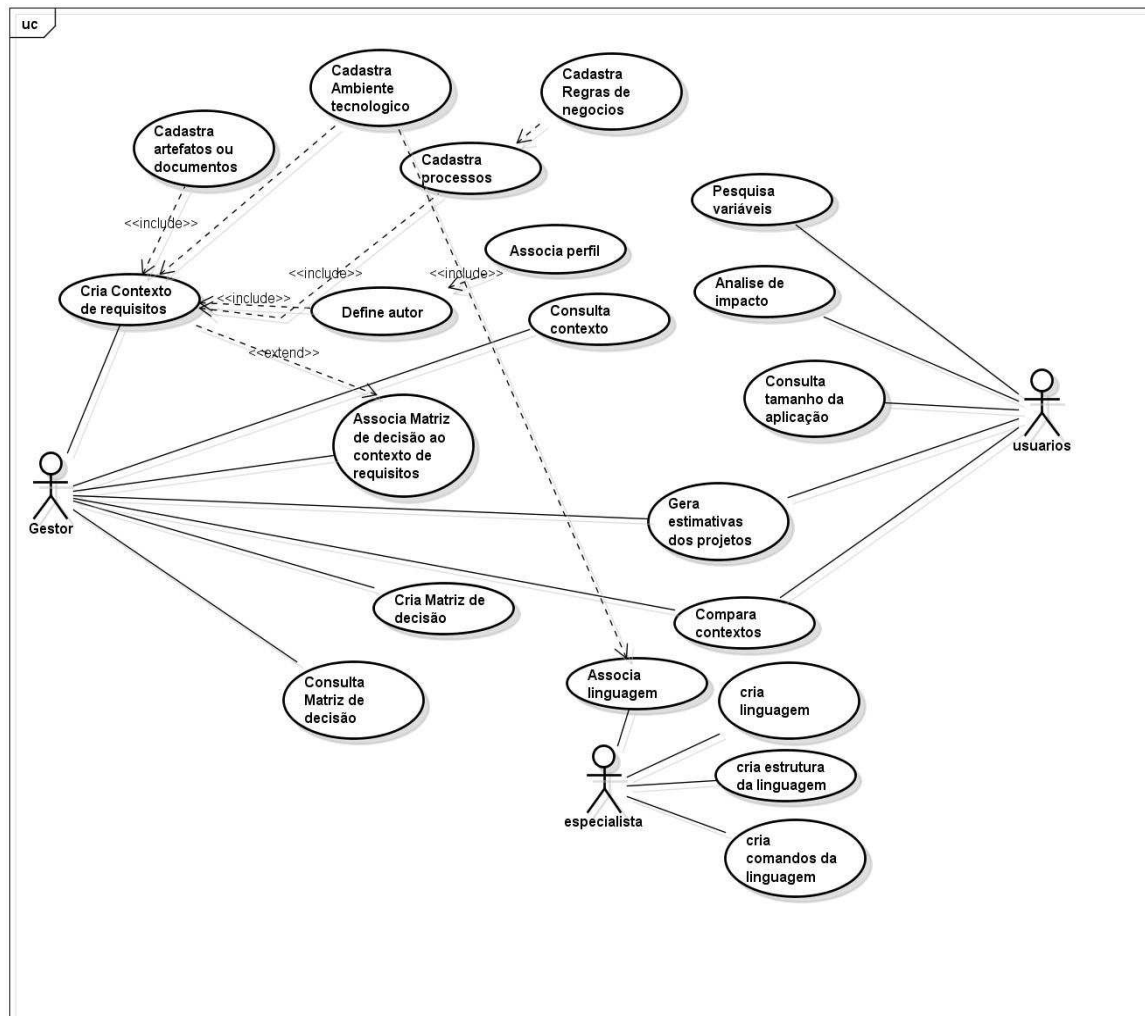 uc
Cadastra
Ambiente
tecnologico
Cadastra
Regras de
negocios
Cadastra
artefatos ou
documentos
Cadastra
processos
Pesquisa
variáveis
<<include>>
Associa perfil
<<include>>
<<include>>
Cria Contexto
de requisitos
<<include>>
Define autor
Consulta
contexto
Analise de
impacto
<<extend>>
Consulta
tamanho da
aplicação
usuarios
Associa Matriz
de decisão ao
contexto de
requisitos
Gestor
Gera
estimativas
dos projetos
Cria Matriz de
decisão
Compara
contextos
Consulta
Matriz de
decisão
Associa
linguagem
cria
linguagem
cria estrutura
da linguagem
especialista
cria
comandos da
linguagem